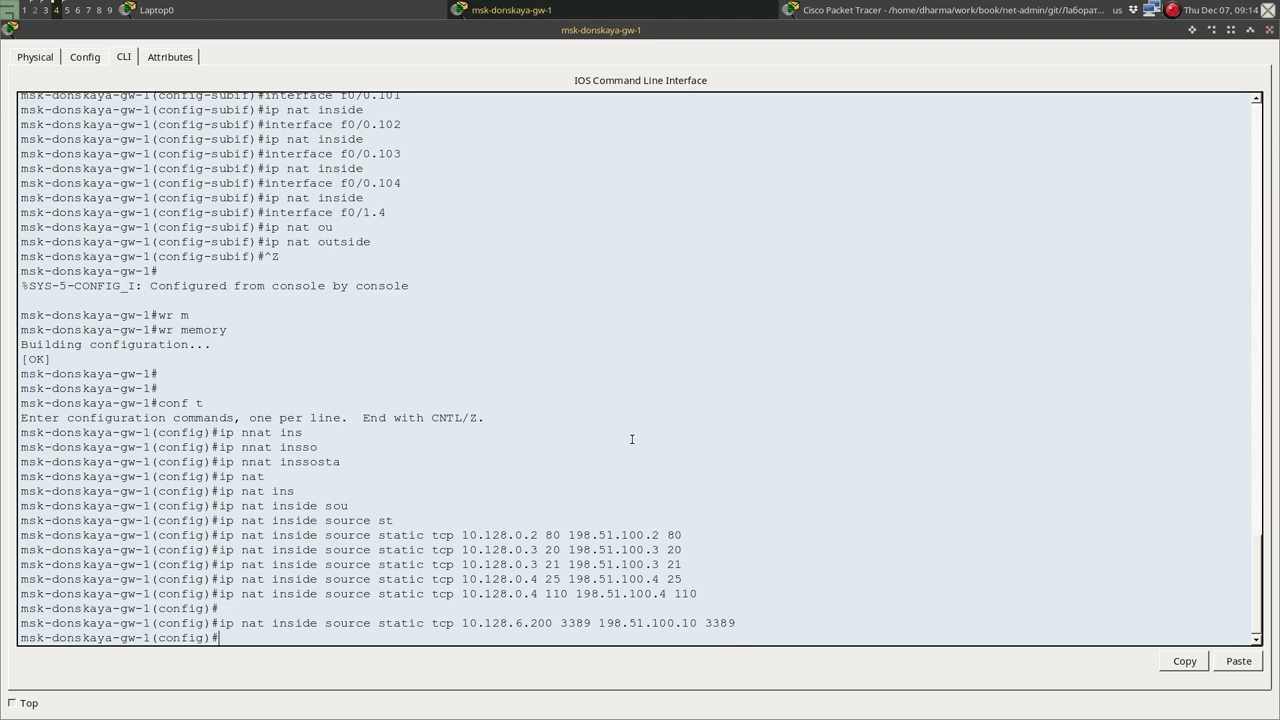 1 2 3 4 5 6 7 8 9 Laptop0 msk-donskaya-gw-1 Cisco Packet Tracer - /home/dharma/work/book/net-admin/git/Лаборат... us Thu Dec 07, 09:14
msk-donskaya-gw-1
Physical Config CLI Attributes
IOS Command Line Interface
msk-donskaya-gw-1(config-subif)#interface f0/0.101
msk-donskaya-gw-1(config-subif)#ip nat inside
msk-donskaya-gw-1(config-subif)#interface f0/0.102
msk-donskaya-gw-1(config-subif)#ip nat inside
msk-donskaya-gw-1(config-subif)#interface f0/0.103
msk-donskaya-gw-1(config-subif)#ip nat inside
msk-donskaya-gw-1(config-subif)#interface f0/0.104
msk-donskaya-gw-1(config-subif)#ip nat inside
msk-donskaya-gw-1(config-subif)#interface f0/1.4
msk-donskaya-gw-1(config-subif)#ip nat ou
msk-donskaya-gw-1(config-subif)#ip nat outside
msk-donskaya-gw-1(config-subif)#^Z
msk-donskaya-gw-1#
%SYS-5-CONFIG_I: Configured from console by console
msk-donskaya-gw-1#wr m
msk-donskaya-gw-1#wr memory
Building configuration...
[OK]
msk-donskaya-gw-1#
msk-donskaya-gw-1#
msk-donskaya-gw-1#conf t
Enter configuration commands, one per line.  End with CNTL/Z.
msk-donskaya-gw-1(config)#ip nnat ins
msk-donskaya-gw-1(config)#ip nnat insso
msk-donskaya-gw-1(config)#ip nnat inssosta
msk-donskaya-gw-1(config)#ip nat
msk-donskaya-gw-1(config)#ip nat ins
msk-donskaya-gw-1(config)#ip nat inside sou
msk-donskaya-gw-1(config)#ip nat inside source st
msk-donskaya-gw-1(config)#ip nat inside source static tcp 10.128.0.2 80 198.51.100.2 80
msk-donskaya-gw-1(config)#ip nat inside source static tcp 10.128.0.3 20 198.51.100.3 20
msk-donskaya-gw-1(config)#ip nat inside source static tcp 10.128.0.3 21 198.51.100.3 21
msk-donskaya-gw-1(config)#ip nat inside source static tcp 10.128.0.4 25 198.51.100.4 25
msk-donskaya-gw-1(config)#ip nat inside source static tcp 10.128.0.4 110 198.51.100.4 110
msk-donskaya-gw-1(config)#
msk-donskaya-gw-1(config)#ip nat inside source static tcp 10.128.6.200 3389 198.51.100.10 3389
msk-donskaya-gw-1(config)#
Copy Paste
Top